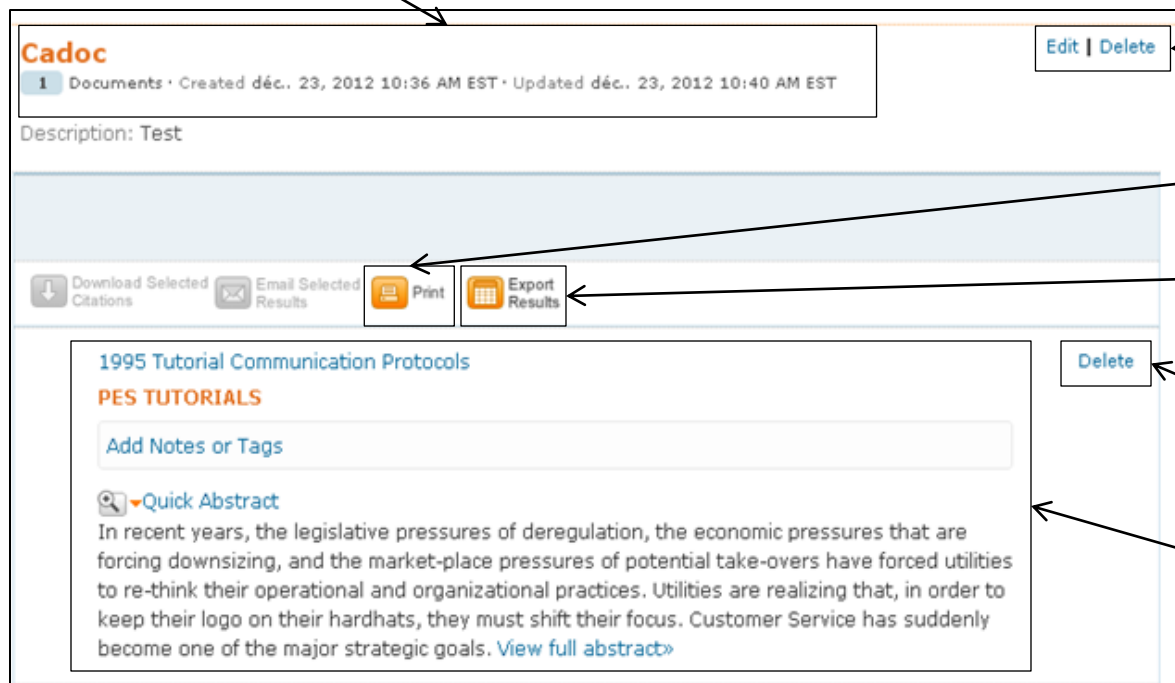 Cadoc
Edit | Delete
1 Documents · Created déc.. 23, 2012 10:36 AM EST · Updated déc.. 23, 2012 10:40 AM EST
Description: Test
Download Selected
Citations
Email Selected
Results
Print
Export
Results
1995 Tutorial Communication Protocols
Delete
PES TUTORIALS
Add Notes or Tags
Quick Abstract
In recent years, the legislative pressures of deregulation, the economic pressures that are
forcing downsizing, and the market-place pressures of potential take-overs have forced utilities
to re-think their operational and organizational practices. Utilities are realizing that, in order to
keep their logo on their hardhats, they must shift their focus. Customer Service has suddenly
become one of the major strategic goals. View full abstract»